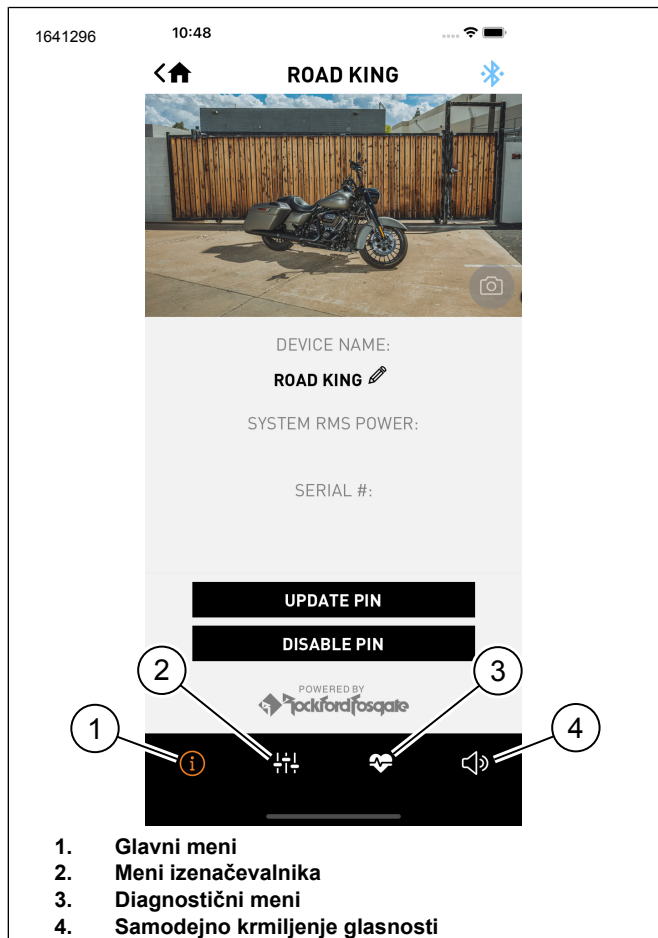 1641296
10:48
ROAD KING
DEVICE NAME:
ROAD KING
SYSTEM RMS POWER:
SERIAL #:
UPDATE PIN
DISABLE PIN
POWERED BY
Rockford Fosgate
1
2
3
4
1. Glavni meni
2. Meni izenačevalnika
3. Diagnostični meni
4. Samodejno krmiljenje glasnosti